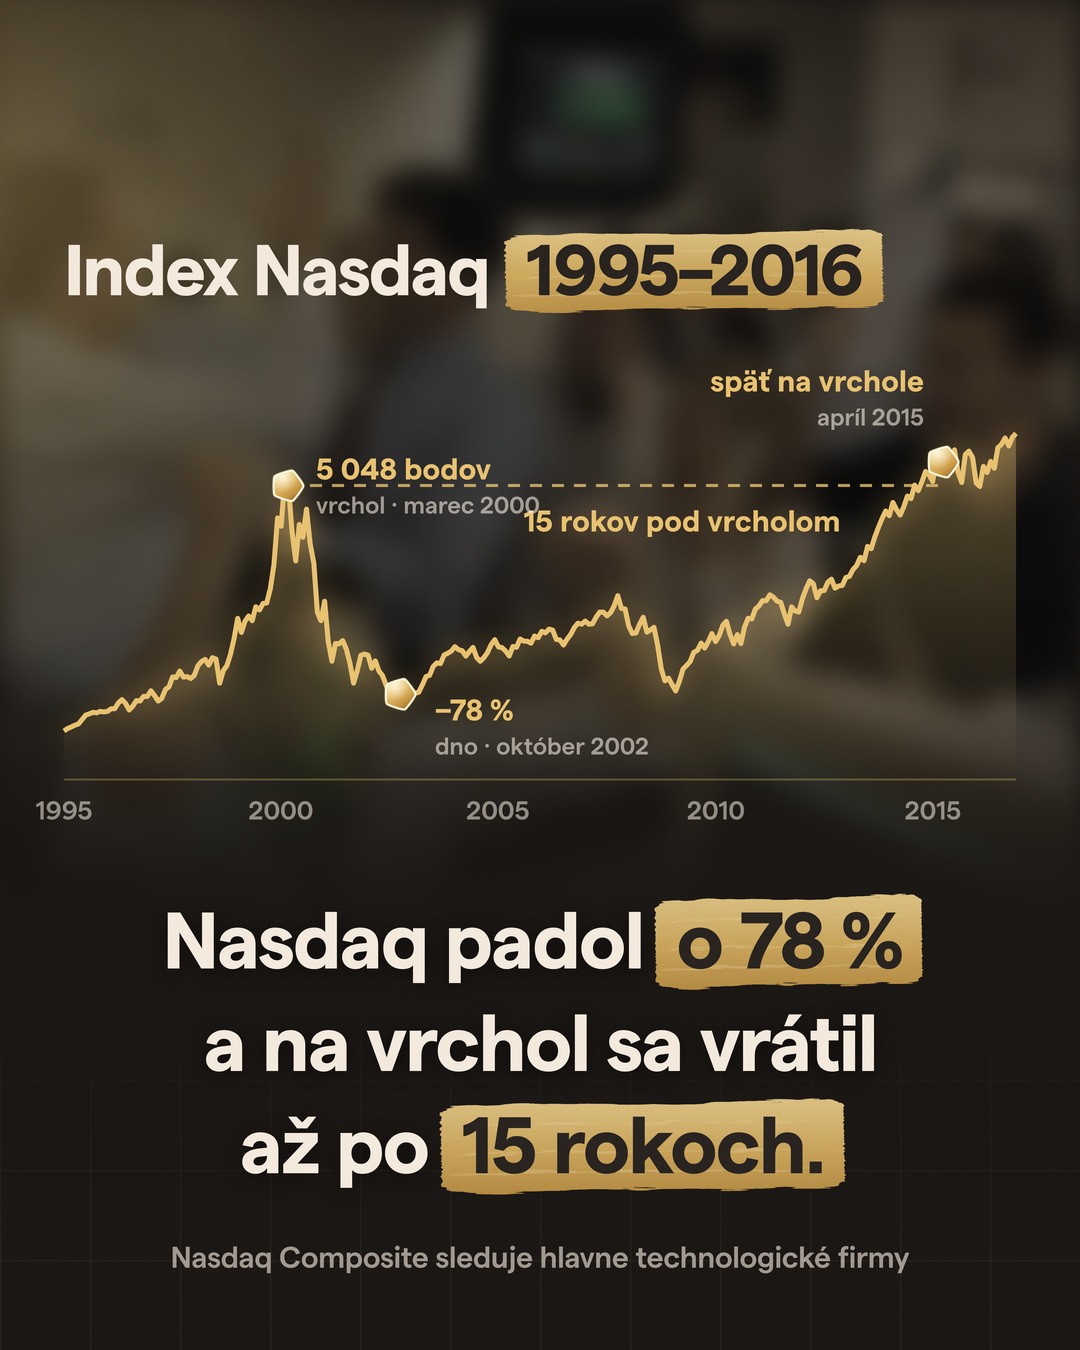 Index Nasdaq 1995–2016
späť na vrchole
apríl 2015
5 048 bodov
vrchol · marec 2000
15 rokov pod vrcholom
–78 %
dno · október 2002
1995 2000 2005 2010 2015
Nasdaq padol o 78 %
a na vrchol sa vrátil
až po 15 rokoch.
Nasdaq Composite sleduje hlavne technologické firmy